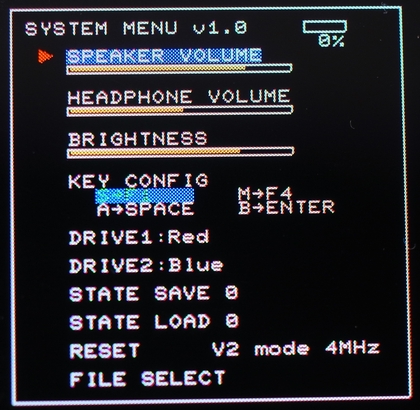 SYSTEM MENU v1.0
0%
SPEAKER VOLUME
HEADPHONE VOLUME
BRIGHTNESS
KEY CONFIG
M→F4
A→SPACE B→ENTER
DRIVE1:Red
DRIVE2:Blue
STATE SAVE 0
STATE LOAD 0
RESET V2 mode 4MHz
FILE SELECT